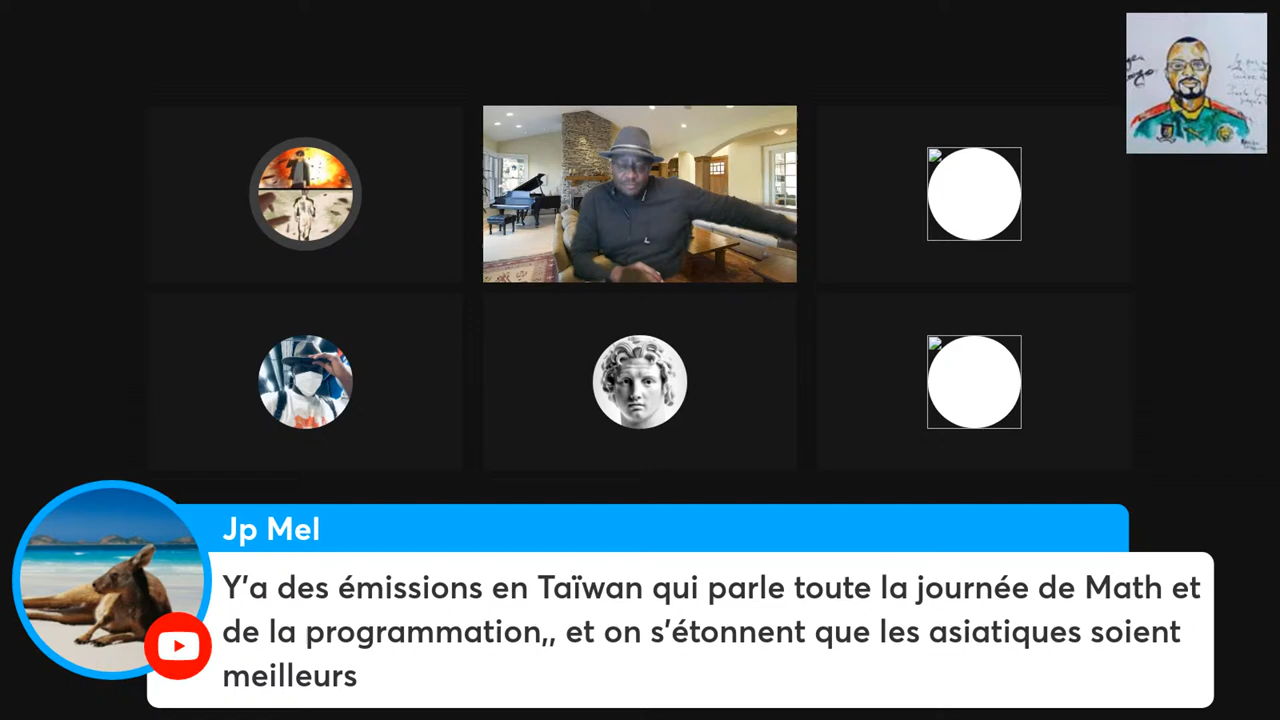 Jp Mel
Y'a des émissions en Taïwan qui parle toute la journée de Math et
de la programmation,, et on s'étonnent que les asiatiques soient
meilleurs